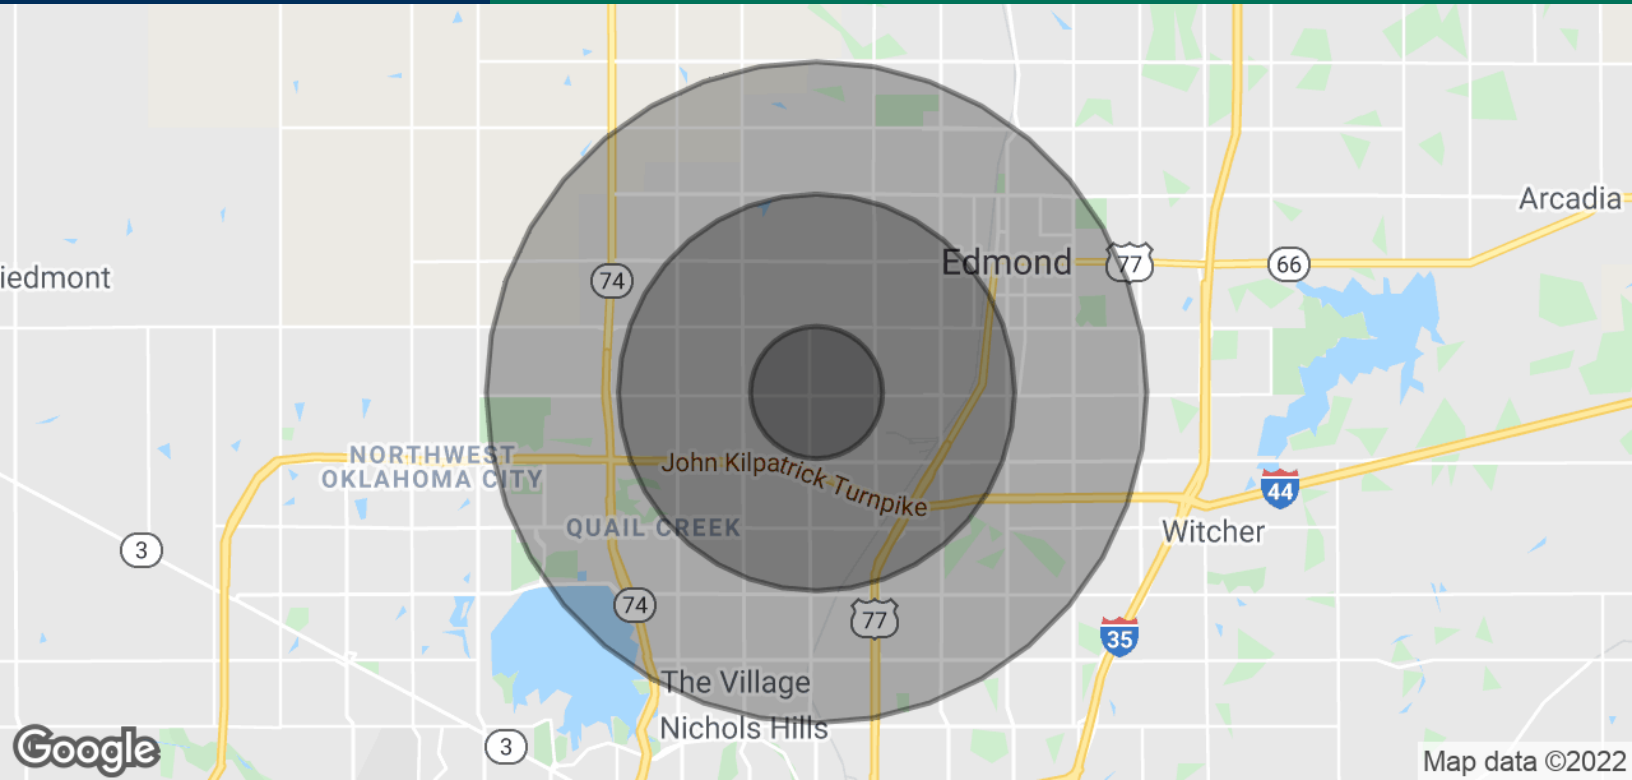 Arcadia
Edmond
77
66
iedmont
74
NORTHWEST
OKLAHOMA CITY
John Kilpatrick Turnpike
44
QUAIL CREEK
Witcher
3
74
77
35
The Village
Nichols Hills
3
Google
Map data ©2022